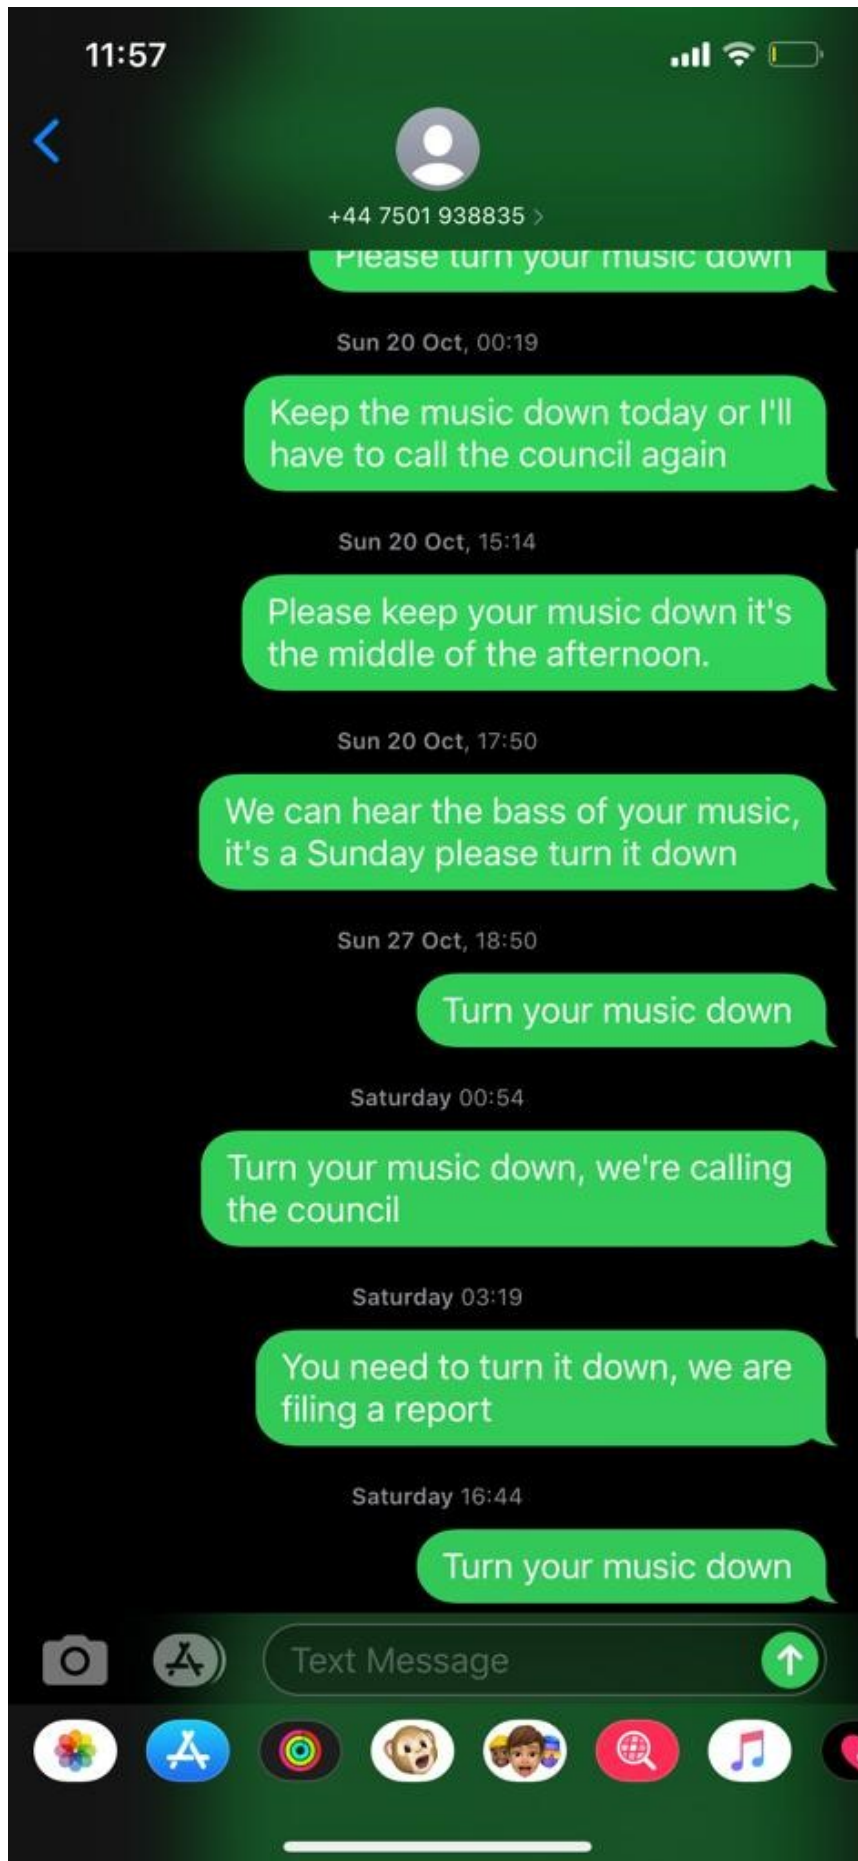 11:57
+44 7501 938835 >
Please turn your music down
Sun 20 Oct, 00:19
Keep the music down today or I'll
have to call the council again
Sun 20 Oct, 15:14
Please keep your music down it's
the middle of the afternoon.
Sun 20 Oct, 17:50
We can hear the bass of your music,
it's a Sunday please turn it down
Sun 27 Oct, 18:50
Turn your music down
Saturday 00:54
Turn your music down, we're calling
the council
Saturday 03:19
You need to turn it down, we are
filing a report
Saturday 16:44
Turn your music down
Text Message